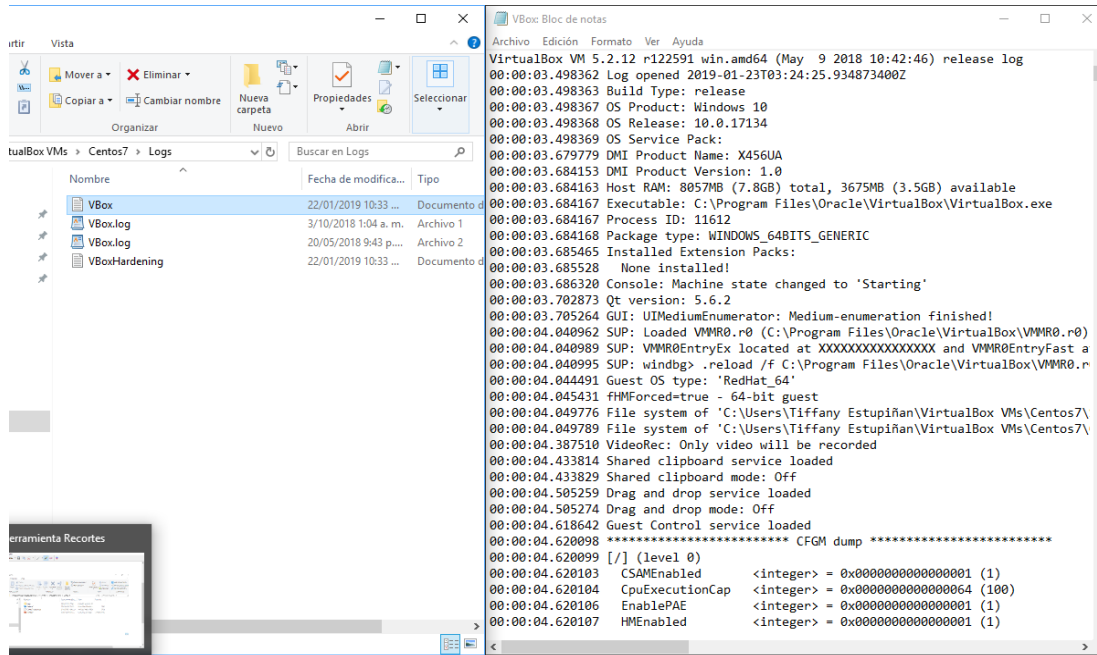 artir Vista
Mover a
Eliminar
Copiar a
Cambiar nombre
Organizar
Nueva
carpeta
Nuevo
Propiedades
Abrir
Seleccionar
tualBox VMs > Centos7 > Logs
Buscar en Logs
Nombre Fecha de modifica... Tipo
VBox 22/01/2019 10:33 ... Documento d
VBox.log 3/10/2018 1:04 a. m. Archivo 1
VBox.log 20/05/2018 9:43 p.... Archivo 2
VBoxHardening 22/01/2019 10:33 ... Documento d
erramienta Recortes
VBox: Bloc de notas
Archivo Edición Formato Ver Ayuda
VirtualBox VM 5.2.12 r122591 win.amd64 (May  9 2018 10:42:46) release log
00:00:03.498362 Log opened 2019-01-23T03:24:25.934873400Z
00:00:03.498363 Build Type: release
00:00:03.498367 OS Product: Windows 10
00:00:03.498368 OS Release: 10.0.17134
00:00:03.498369 OS Service Pack:
00:00:03.679779 DMI Product Name: X456UA
00:00:03.684153 DMI Product Version: 1.0
00:00:03.684163 Host RAM: 8057MB (7.8GB) total, 3675MB (3.5GB) available
00:00:03.684167 Executable: C:\Program Files\Oracle\VirtualBox\VirtualBox.exe
00:00:03.684167 Process ID: 11612
00:00:03.684168 Package type: WINDOWS_64BITS_GENERIC
00:00:03.685465 Installed Extension Packs:
00:00:03.685528   None installed!
00:00:03.686320 Console: Machine state changed to 'Starting'
00:00:03.702873 Qt version: 5.6.2
00:00:03.705264 GUI: UIMediumEnumerator: Medium-enumeration finished!
00:00:04.040962 SUP: Loaded VMMR0.r0 (C:\Program Files\Oracle\VirtualBox\VMMR0.r0)
00:00:04.040989 SUP: VMMR0EntryEx located at XXXXXXXXXXXXXXXX and VMMR0EntryFast a
00:00:04.040995 SUP: windbg> .reload /f C:\Program Files\Oracle\VirtualBox\VMMR0.r
00:00:04.044491 Guest OS type: 'RedHat_64'
00:00:04.045431 fHMForced=true - 64-bit guest
00:00:04.049776 File system of 'C:\Users\Tiffany Estupiñan\VirtualBox VMs\Centos7\
00:00:04.049789 File system of 'C:\Users\Tiffany Estupiñan\VirtualBox VMs\Centos7\
00:00:04.387510 VideoRec: Only video will be recorded
00:00:04.433814 Shared clipboard service loaded
00:00:04.433829 Shared clipboard mode: Off
00:00:04.505259 Drag and drop service loaded
00:00:04.505274 Drag and drop mode: Off
00:00:04.618642 Guest Control service loaded
00:00:04.620098 ************************* CFGM dump *************************
00:00:04.620099 [/] (level 0)
00:00:04.620103   CSAMEnabled      <integer> = 0x0000000000000001 (1)
00:00:04.620104   CpuExecutionCap  <integer> = 0x0000000000000064 (100)
00:00:04.620106   EnablePAE        <integer> = 0x0000000000000001 (1)
00:00:04.620107   HMEnabled        <integer> = 0x0000000000000001 (1)